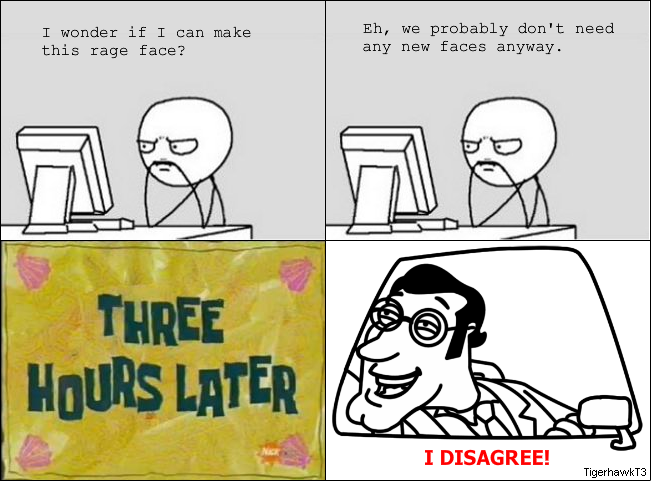 I wonder if I can make
this rage face?
Eh, we probably don't need
any new faces anyway.
THREE
HOURS LATER
NICK
I DISAGREE!
TigerhawkT3